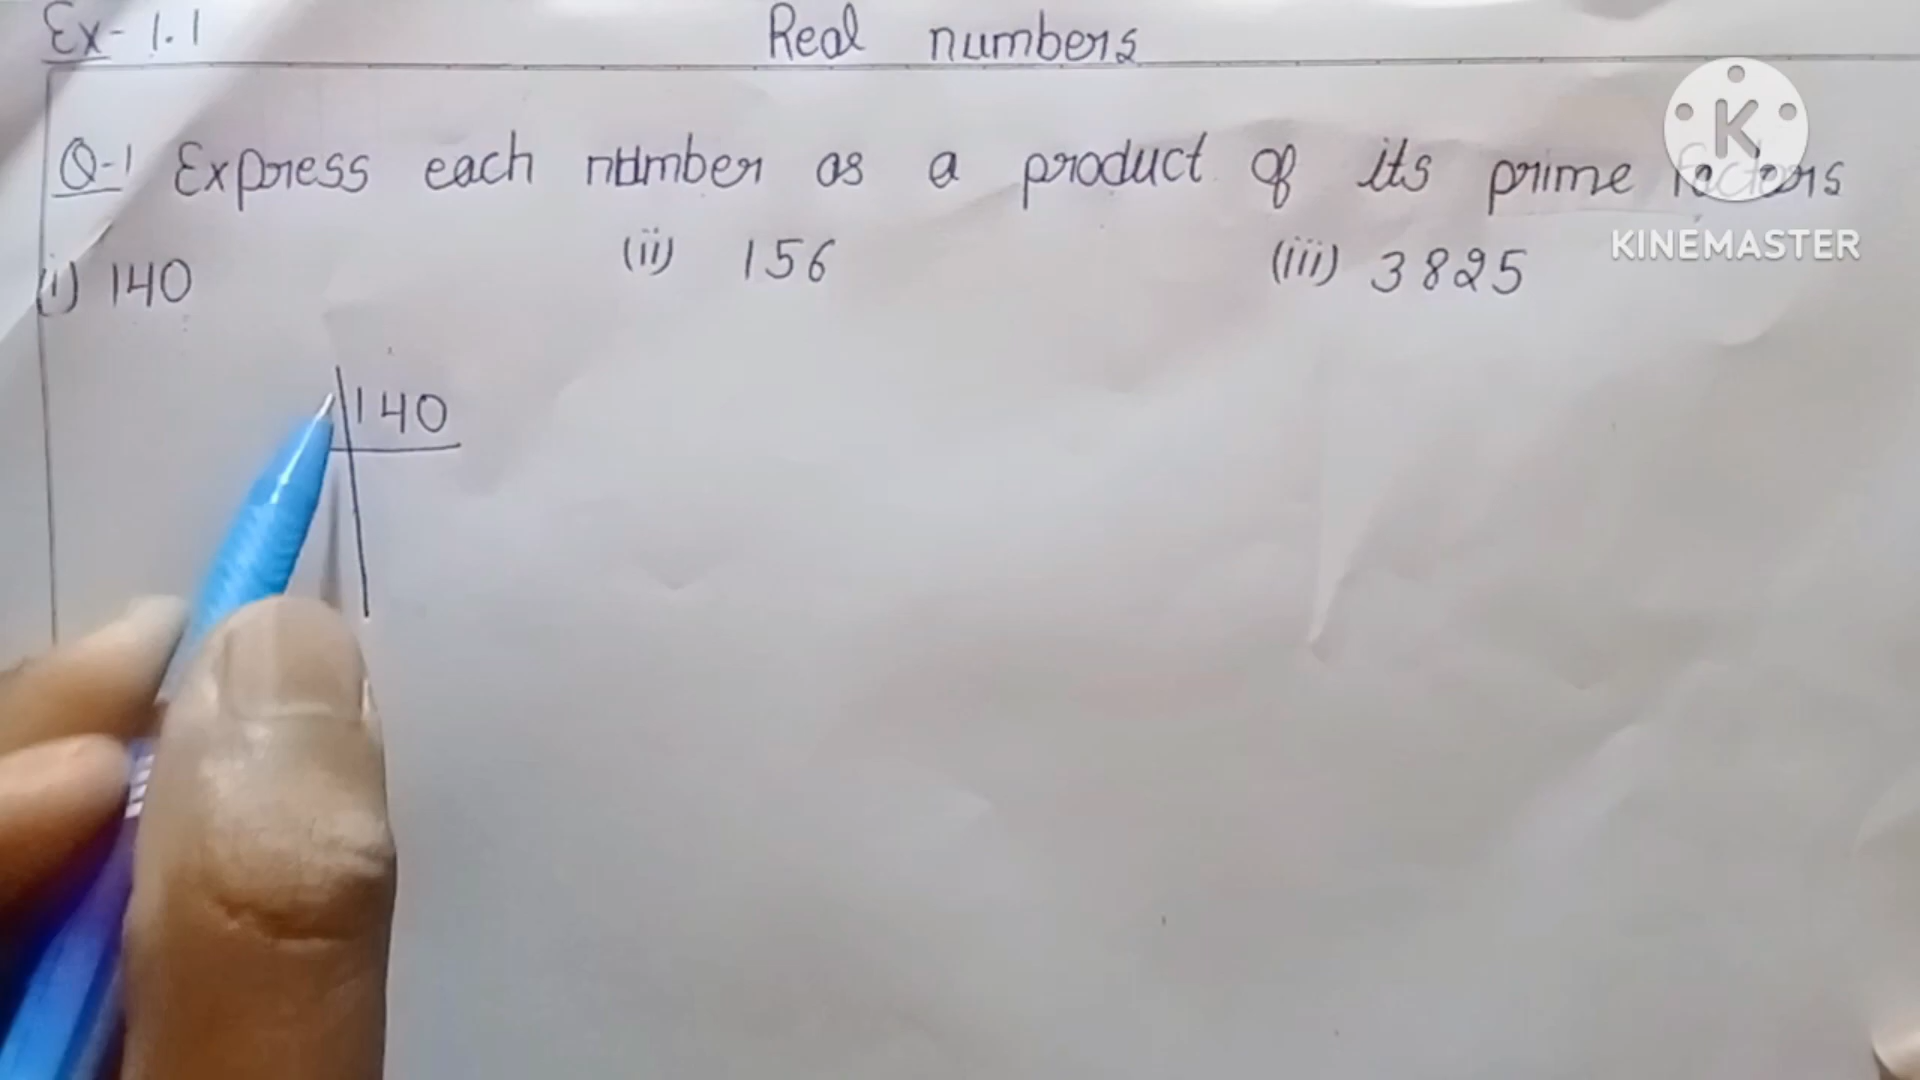 Ex- 1.1 Real numbers
Q-1 Express each number as a product of its prime factors
(i) 140 (ii) 156 (iii) 3825
140
K
KINEMASTER